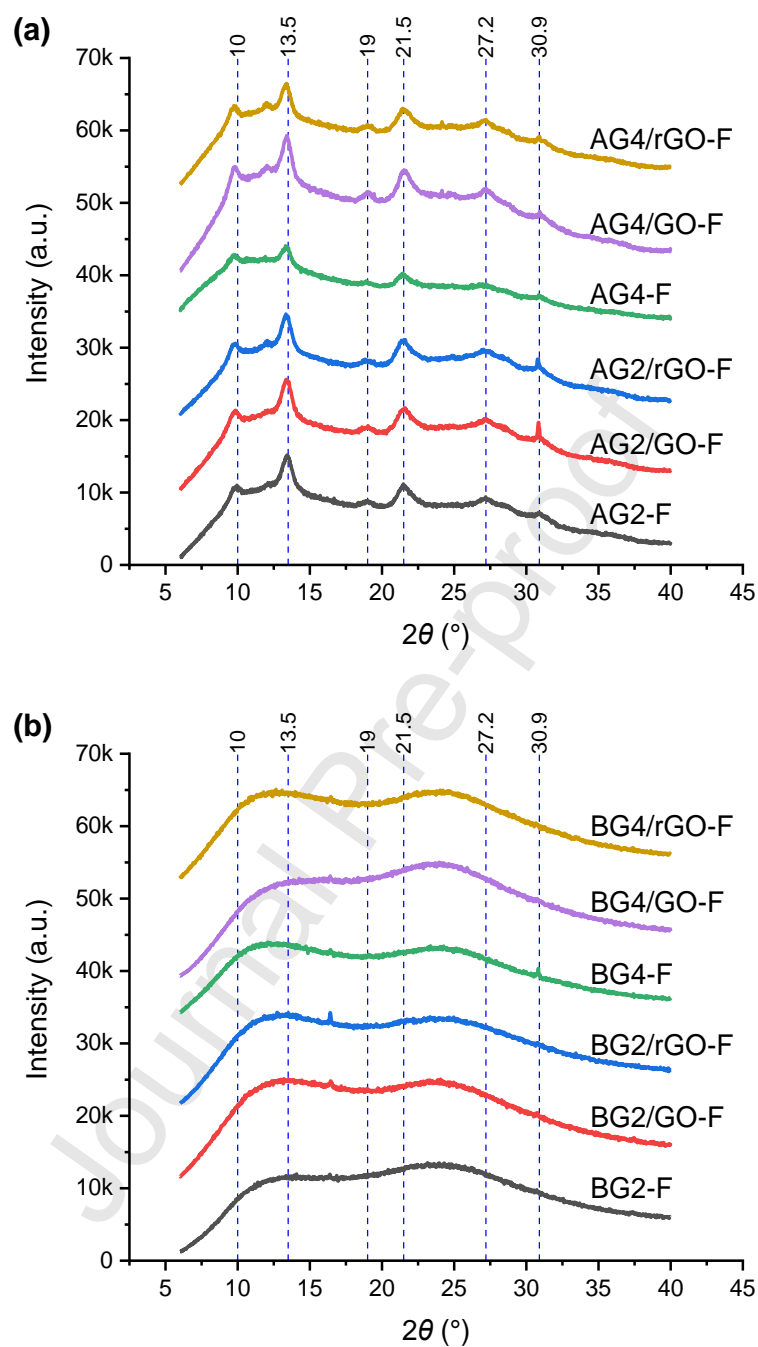 (a)
10
13.5
19
21.5
27.2
30.9
70k
60k
50k
40k
30k
20k
10k
0
Intensity (a.u.)
AG4/rGO-F
AG4/GO-F
AG4-F
AG2/rGO-F
AG2/GO-F
AG2-F
5 10 15 20 25 30 35 40 45
2θ (°)
(b)
10
13.5
19
21.5
27.2
30.9
70k
60k
50k
40k
30k
20k
10k
0
Intensity (a.u.)
BG4/rGO-F
BG4/GO-F
BG4-F
BG2/rGO-F
BG2/GO-F
BG2-F
5 10 15 20 25 30 35 40 45
2θ (°)
Journal Pre-proof